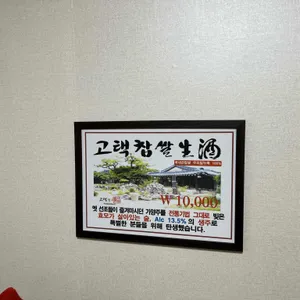 고택찹쌀生酒
₩10,000
옛 선조들이 즐겨마시던 가양주를 전통기법 그대로 빚은
효모가 살아있는 술, Alc 13.5%의 생주로
특별한 분들을 위해 탄생했습니다.